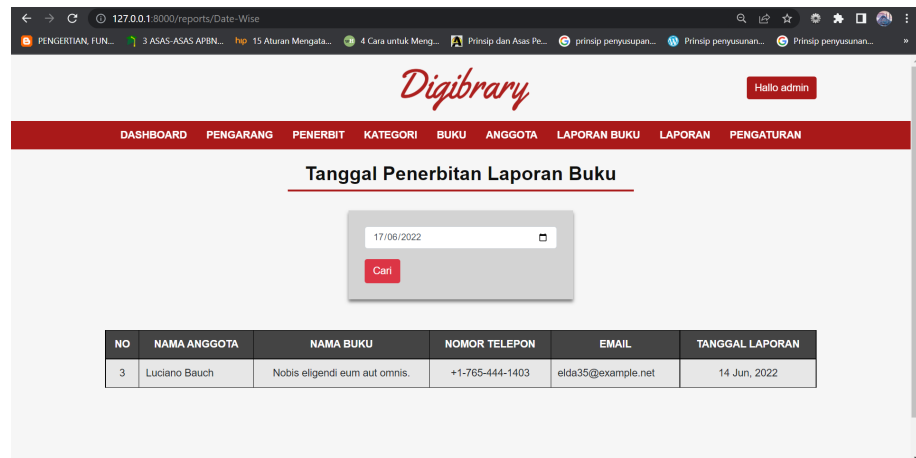 127.0.0.1:8000/reports/Date-Wise
PENGERTIAN, FUN... 3 ASAS-ASAS APBN... hip 15 Aturan Mengata... 4 Cara untuk Meng... Prinsip dan Asas Pe... prinsip penyusupan... Prinsip penyusunan... Prinsip penyusunan... »
Digibrary
Hallo admin
DASHBOARD PENGARANG PENERBIT KATEGORI BUKU ANGGOTA LAPORAN BUKU LAPORAN PENGATURAN
Tanggal Penerbitan Laporan Buku
17/06/2022
Cari
NO NAMA ANGGOTA NAMA BUKU NOMOR TELEPON EMAIL TANGGAL LAPORAN
3 Luciano Bauch Nobis eligendi eum aut omnis. +1-765-444-1403 elda35@example.net 14 Jun, 2022